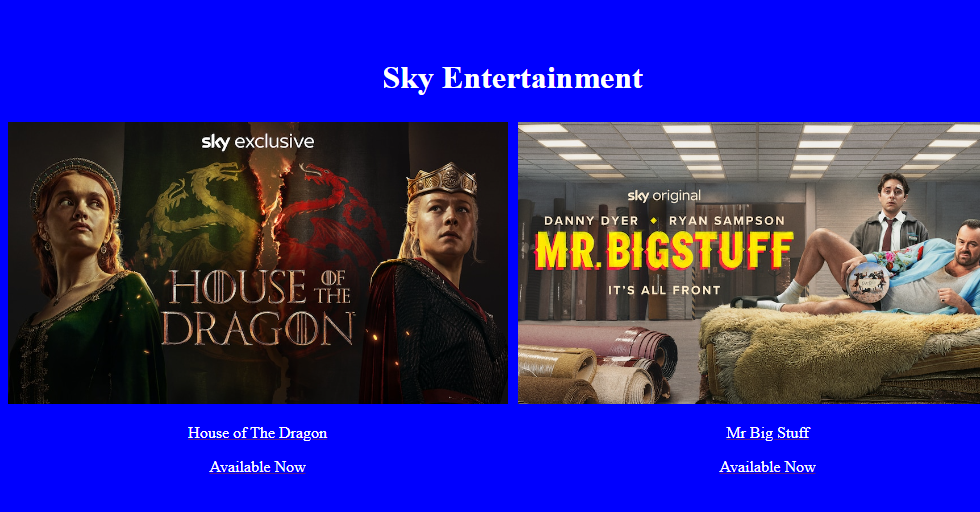 Sky Entertainment
sky exclusive
HOUSE OF
THE
DRAGON
sky original
DANNY DYER ◆ RYAN SAMPSON
MR.BIGSTUFF
IT'S ALL FRONT
House of The Dragon
Mr Big Stuff
Available Now
Available Now